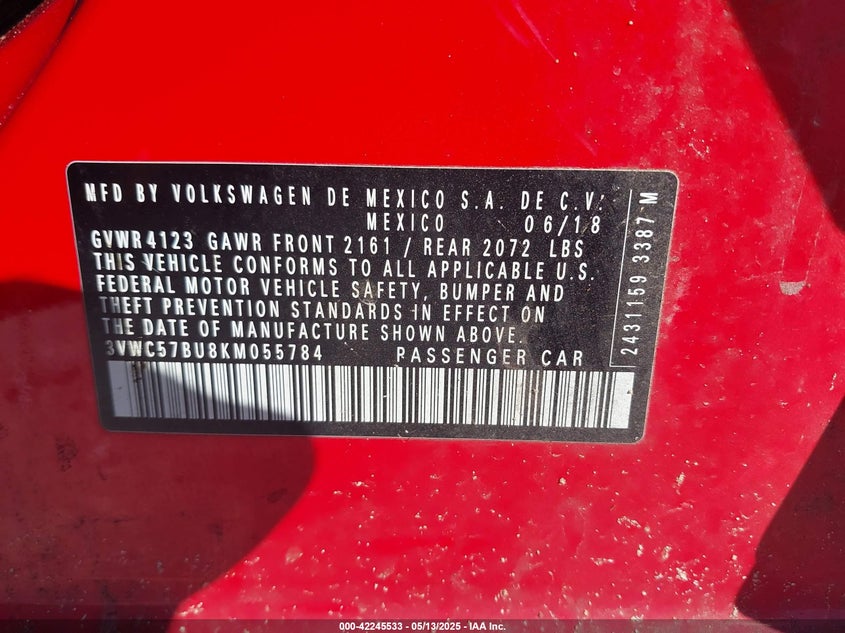 MFD BY VOLKSWAGEN DE MEXICO S.A. DE C.V.
MEXICO 06/18
GVWR 4123 GAWR FRONT 2161 / REAR 2072 LBS
THIS VEHICLE CONFORMS TO ALL APPLICABLE U.S.
FEDERAL MOTOR VEHICLE SAFETY, BUMPER AND
THEFT PREVENTION STANDARDS IN EFFECT ON
THE DATE OF MANUFACTURE SHOWN ABOVE.
3VWC57BU8KM055784 PASSENGER CAR
2431159 3387 M
000-42245533 - 05/13/2025 - IAA Inc.